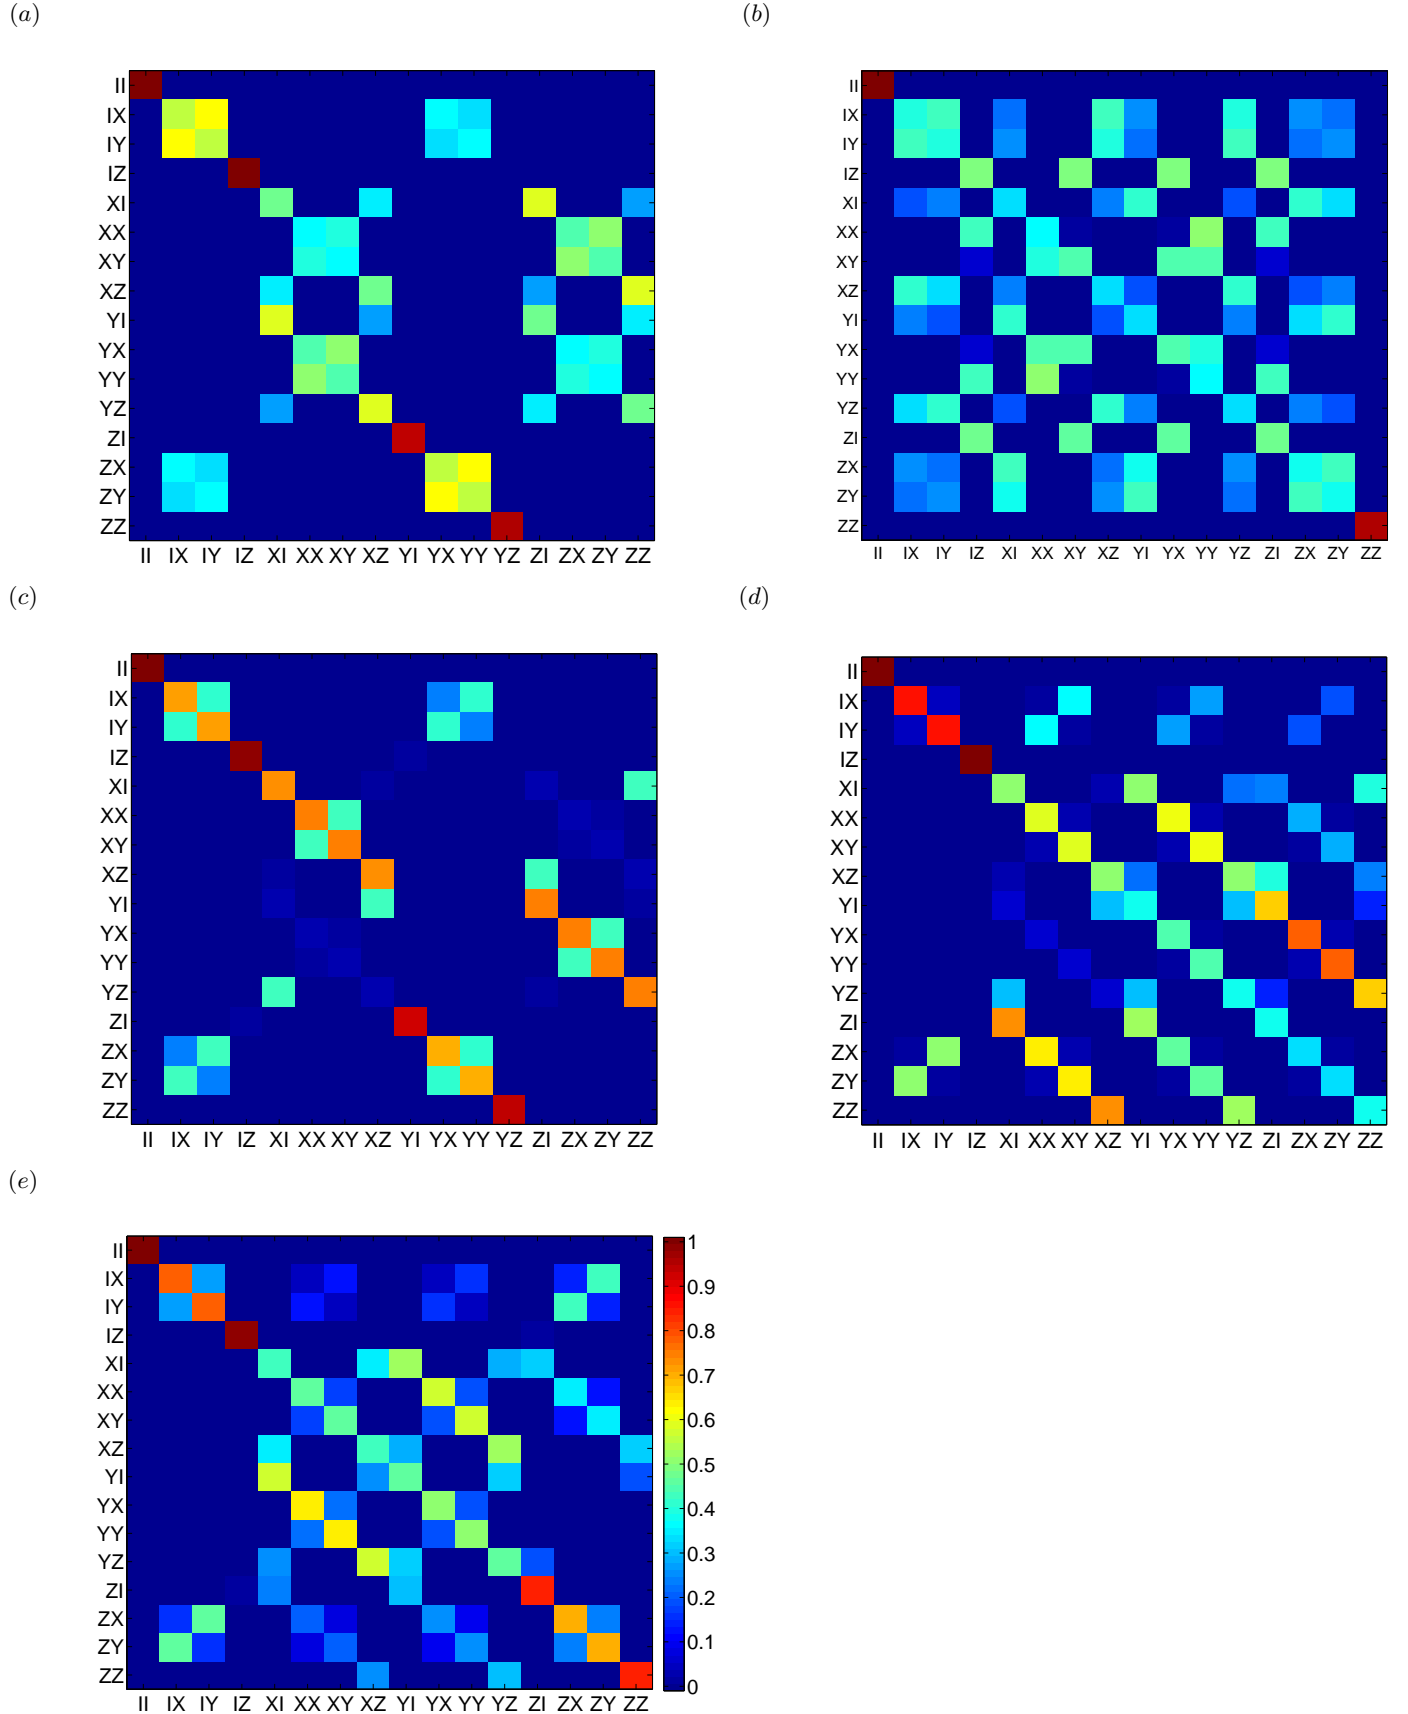 (a)
(b)
II
IX
IY
IZ
XI
XX
XY
XZ
YI
YX
YY
YZ
ZI
ZX
ZY
ZZ
II IX IY IZ XI XX XY XZ YI YX YY YZ ZI ZX ZY ZZ
II
IX
IY
IZ
XI
XX
XY
XZ
YI
YX
YY
YZ
ZI
ZX
ZY
ZZ
II IX IY IZ XI XX XY XZ YI YX YY YZ ZI ZX ZY ZZ
(c)
(d)
II
IX
IY
IZ
XI
XX
XY
XZ
YI
YX
YY
YZ
ZI
ZX
ZY
ZZ
II IX IY IZ XI XX XY XZ YI YX YY YZ ZI ZX ZY ZZ
II
IX
IY
IZ
XI
XX
XY
XZ
YI
YX
YY
YZ
ZI
ZX
ZY
ZZ
II IX IY IZ XI XX XY XZ YI YX YY YZ ZI ZX ZY ZZ
(e)
II
IX
IY
IZ
XI
XX
XY
XZ
YI
YX
YY
YZ
ZI
ZX
ZY
ZZ
II IX IY IZ XI XX XY XZ YI YX YY YZ ZI ZX ZY ZZ
1
0.9
0.8
0.7
0.6
0.5
0.4
0.3
0.2
0.1
0